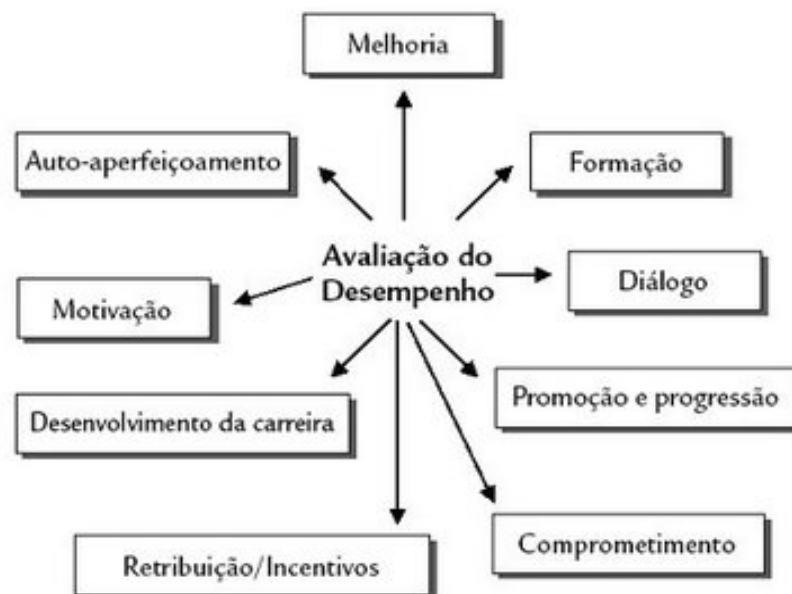 Melhoria
Auto-aperfeiçoamento
Formação
Avaliação do
Desempenho
Diálogo
Motivação
Promoção e progressão
Desenvolvimento da carreira
Comprometimento
Retribuição/Incentivos